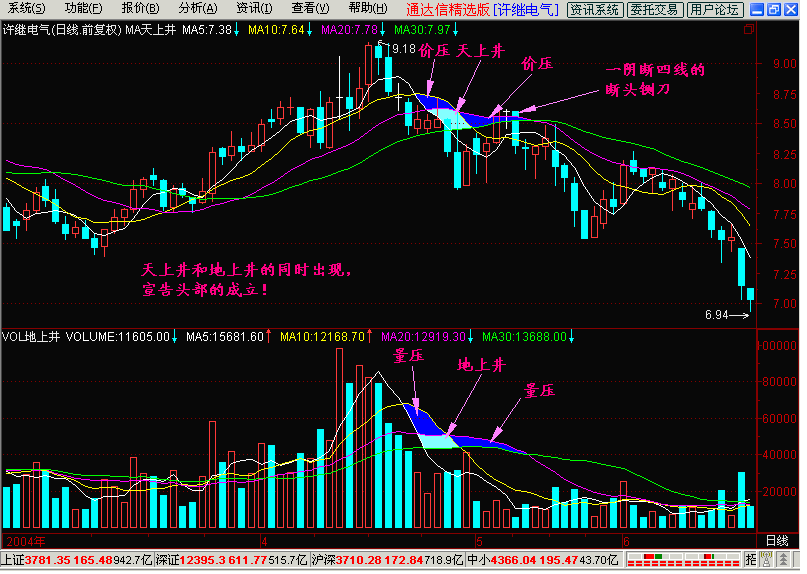 系统(S) 功能(F) 报价(B) 分析(A) 资讯(I) 查看(V) 帮助(H) 通达信精选版 [许继电气] 资讯系统 委托交易 用户论坛
许继电气(日线.前复权) MA天上井 MA5:7.38↓ MA10:7.64↓ MA20:7.78↓ MA30:7.97↓
9.18
价压 天上井
价压
一阴断四线的
断头铡刀
9.00
8.75
8.50
8.25
8.00
7.75
7.50
7.25
7.00
天上井和地上井的同时出现,
宣告头部的成立!
6.94
VOL地上井 VOLUME:11605.00↓ MA5:15681.60↑ MA10:12168.70↑ MA20:12919.30↓ MA30:13688.00↓
量压
地上井
量压
00000
80000
60000
40000
20000
2004年 4 5 6 日线
上证3781.35 165.48 942.7亿 深证12395.3 611.77 515.7亿 沪深3710.28 172.84 718.9亿 中小4366.04 195.47 43.70亿 招